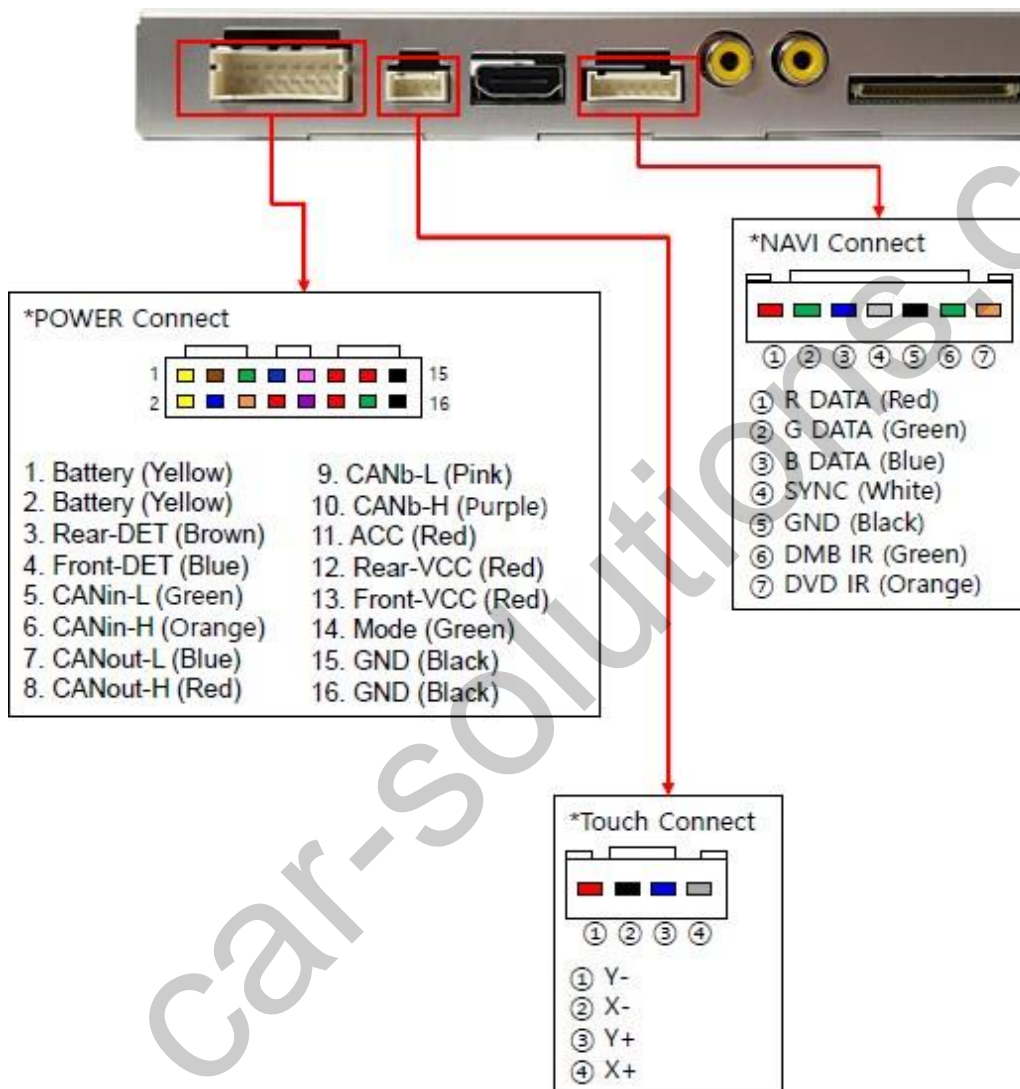 *NAVI Connect
① ② ③ ④ ⑤ ⑥ ⑦
① R DATA (Red)
② G DATA (Green)
③ B DATA (Blue)
④ SYNC (White)
⑤ GND (Black)
⑥ DMB IR (Green)
⑦ DVD IR (Orange)
*POWER Connect
1 15
2 16
1. Battery (Yellow)
2. Battery (Yellow)
3. Rear-DET (Brown)
4. Front-DET (Blue)
5. CANin-L (Green)
6. CANin-H (Orange)
7. CANout-L (Blue)
8. CANout-H (Red)
9. CANb-L (Pink)
10. CANb-H (Purple)
11. ACC (Red)
12. Rear-VCC (Red)
13. Front-VCC (Red)
14. Mode (Green)
15. GND (Black)
16. GND (Black)
*Touch Connect
① ② ③ ④
① Y-
② X-
③ Y+
④ X+
car-solutions.c